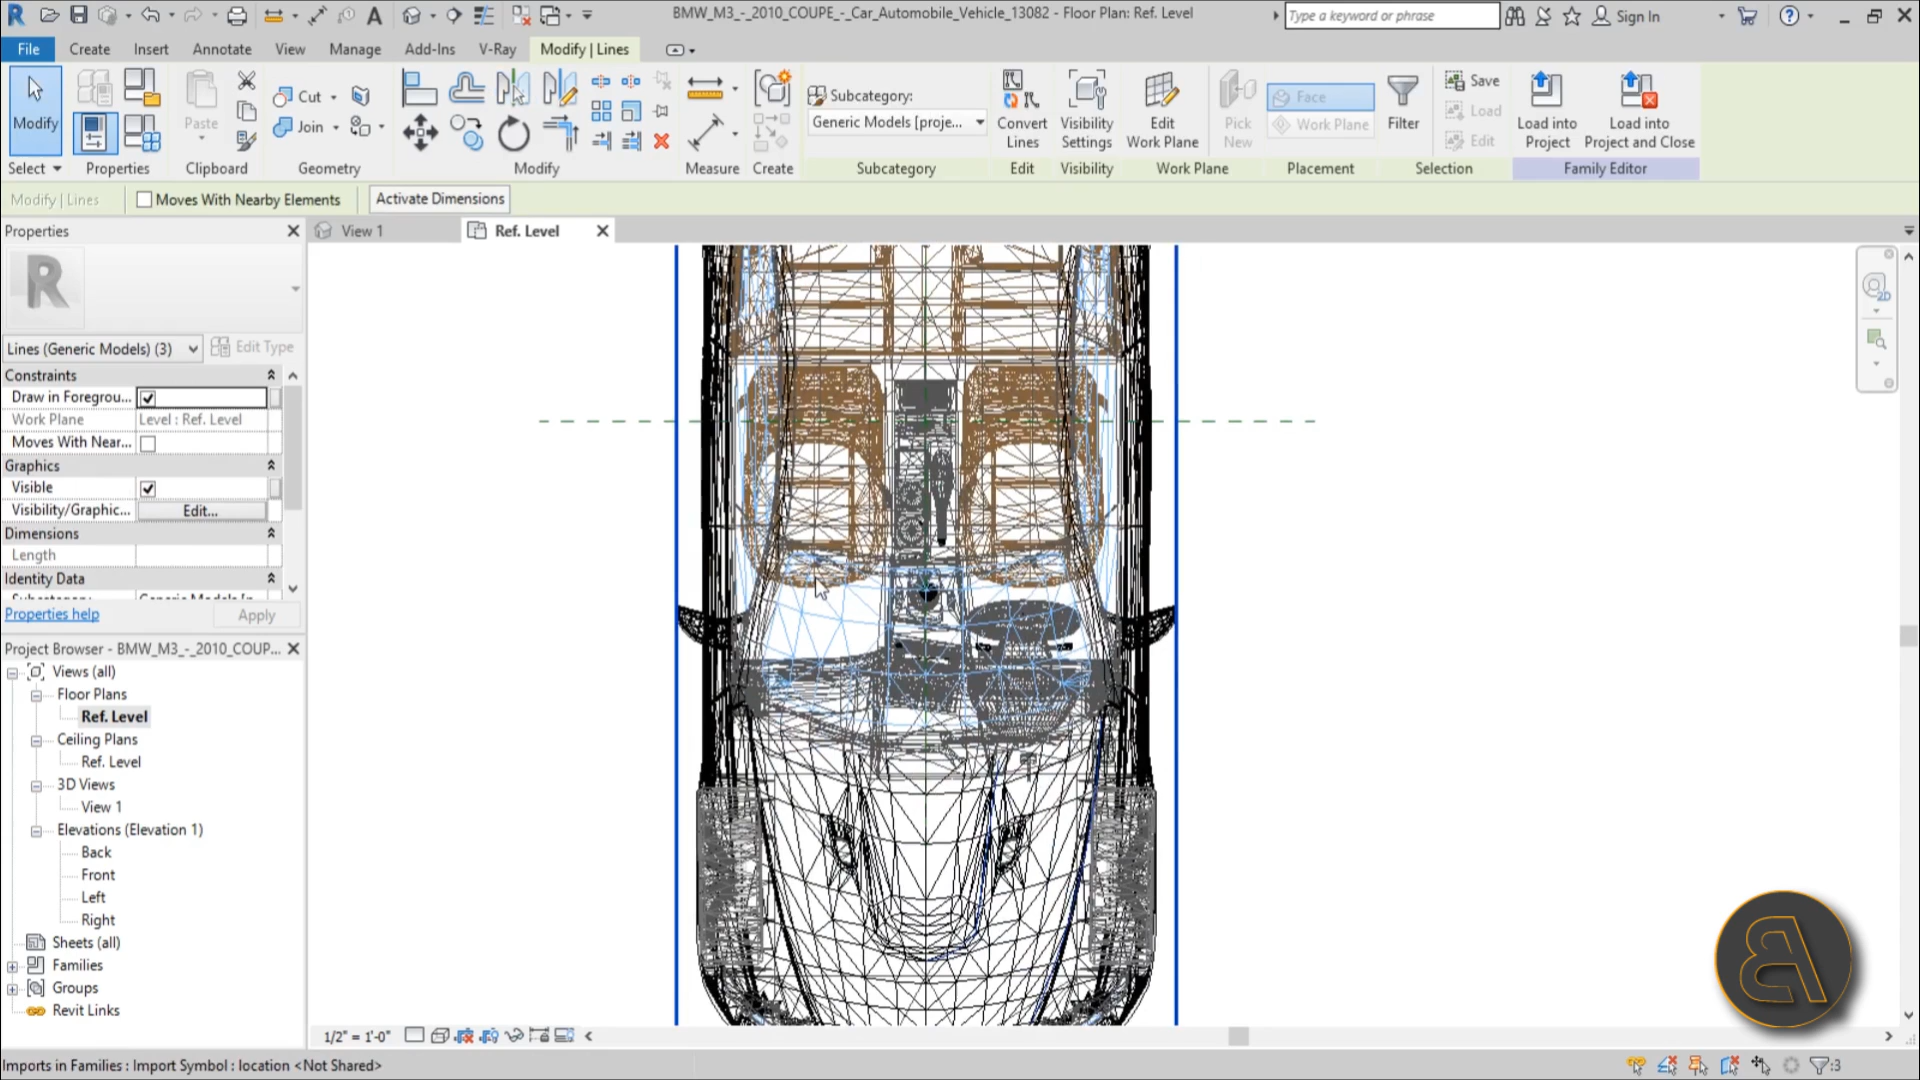 BMW_M3_-_2010_COUPE_-_Car_Automobile_Vehicle_13082 - Floor Plan: Ref. Level
Type a keyword or phrase
Sign In
File
Create
Insert
Annotate
View
Manage
Add-Ins
V-Ray
Modify | Lines
Modify
Paste
Cut
Join
Subcategory:
Generic Models [proje...
Convert Lines
Visibility Settings
Edit Work Plane
Pick New
Face
Work Plane
Filter
Save
Load
Edit
Load into Project
Load into Project and Close
Select
Properties
Clipboard
Geometry
Modify
Measure
Create
Subcategory
Edit
Visibility
Work Plane
Placement
Selection
Family Editor
Modify | Lines
Moves With Nearby Elements
Activate Dimensions
Properties
View 1
Ref. Level
2D
Lines (Generic Models) (3)
Edit Type
Constraints
Draw in Foregrou...
Work Plane
Level : Ref. Level
Moves With Near...
Graphics
Visible
Visibility/Graphic...
Edit...
Dimensions
Length
Identity Data
Properties help
Apply
Project Browser - BMW_M3_-_2010_COUP...
Views (all)
Floor Plans
Ref. Level
Ceiling Plans
Ref. Level
3D Views
View 1
Elevations (Elevation 1)
Back
Front
Left
Right
Sheets (all)
Families
Groups
Revit Links
1/2" = 1'-0"
Imports in Families : Import Symbol : location <Not Shared>
:3